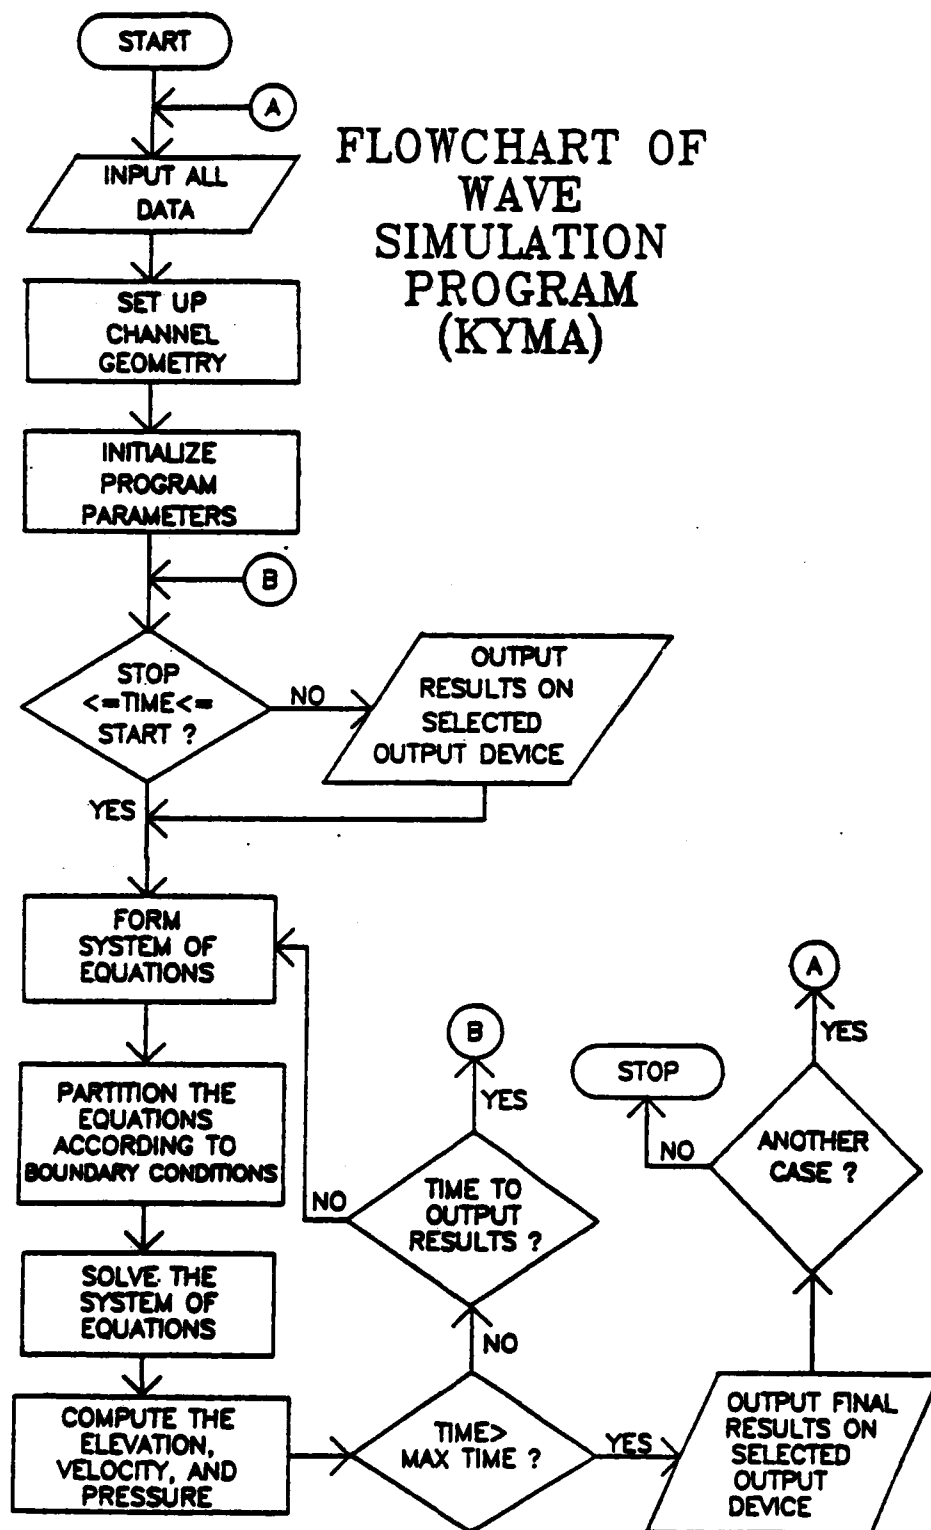 START
A
FLOWCHART OF
WAVE
SIMULATION
PROGRAM
(KYMA)
INPUT ALL
DATA
SET UP
CHANNEL
GEOMETRY
INITIALIZE
PROGRAM
PARAMETERS
B
STOP
<=TIME<=
START ?
NO
OUTPUT
RESULTS ON
SELECTED
OUTPUT DEVICE
YES
FORM
SYSTEM OF
EQUATIONS
PARTITION THE
EQUATIONS
ACCORDING TO
BOUNDARY CONDITIONS
SOLVE THE
SYSTEM OF
EQUATIONS
COMPUTE THE
ELEVATION,
VELOCITY, AND
PRESSURE
TIME>
MAX TIME ?
NO
YES
TIME TO
OUTPUT
RESULTS ?
NO
YES
B
OUTPUT FINAL
RESULTS ON
SELECTED
OUTPUT
DEVICE
ANOTHER
CASE ?
NO
STOP
YES
A